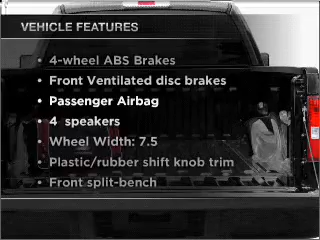 VEHICLE FEATURES
• 4-wheel ABS Brakes
• Front Ventilated disc brakes
• Passenger Airbag
• 4 speakers
• Wheel Width: 7.5
• Plastic/rubber shift knob trim
• Front split-bench